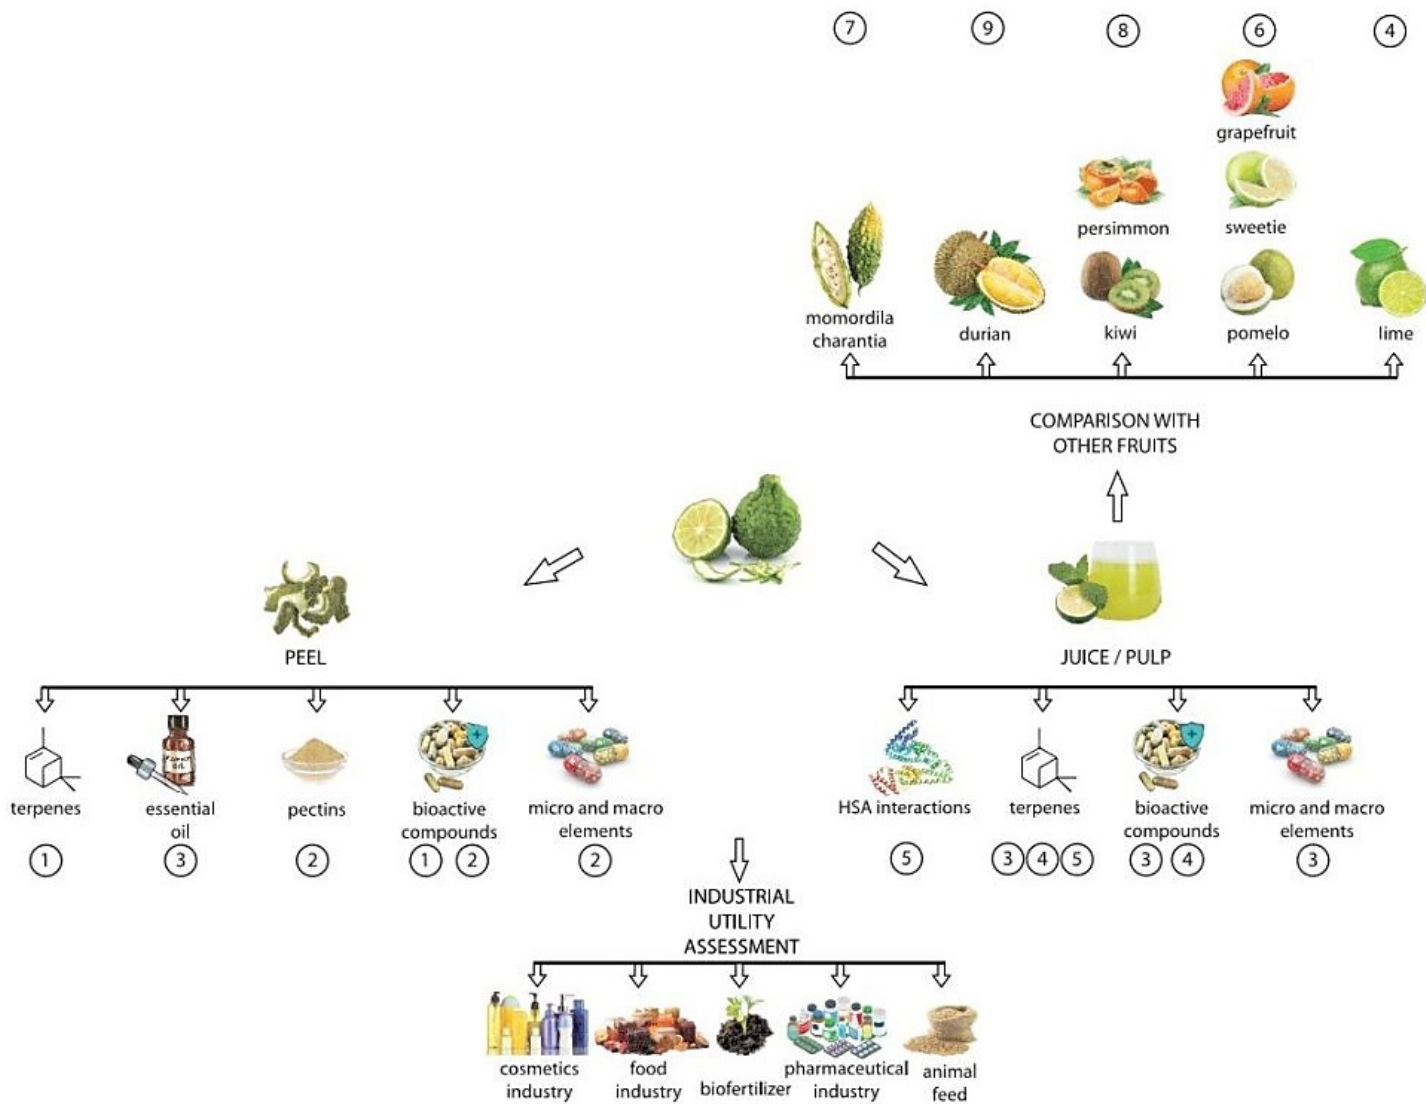 7 9 8 6 4
grapefruit
persimmon sweetie
momordila
charantia durian kiwi pomelo lime
COMPARISON WITH
OTHER FRUITS
PEEL
terpenes essential
oil pectins bioactive
compounds micro and macro
elements
1 3 2 1 2 2
JUICE / PULP
HSA interactions terpenes bioactive
compounds micro and macro
elements
5 3 4 5 3 4 3
INDUSTRIAL
UTILITY
ASSESSMENT
cosmetics
industry
food
industry
biofertilizer
pharmaceutical
industry
animal
feed